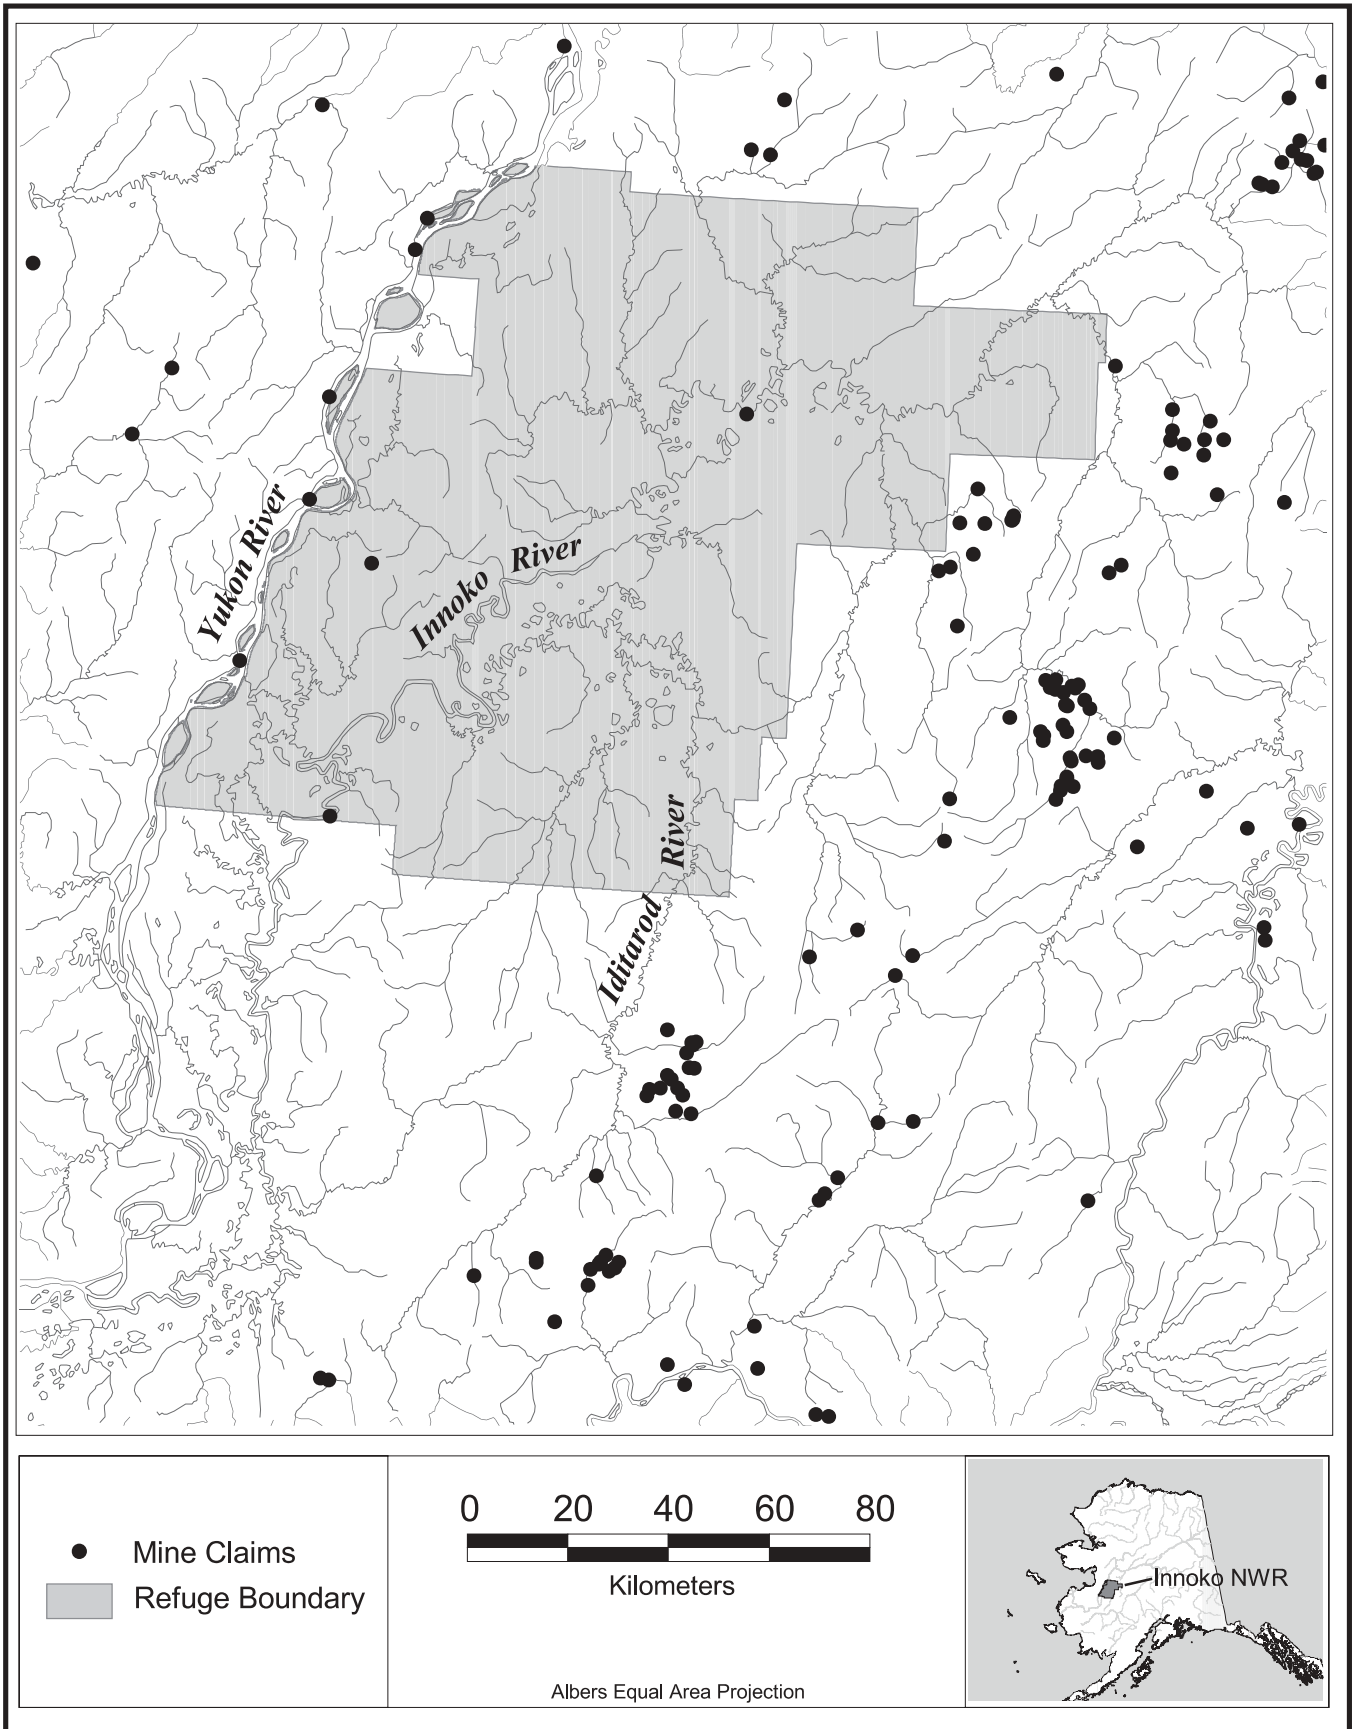 Yukon River
Innoko River
Iditarod River
Mine Claims
Refuge Boundary
0 20 40 60 80
Kilometers
Albers Equal Area Projection
Innoko NWR